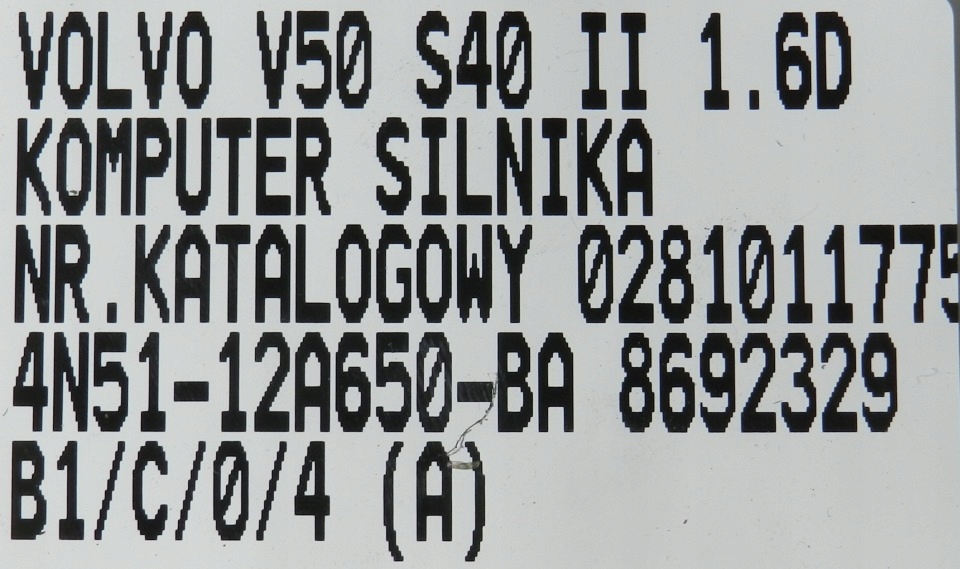 VOLVO V50 S40 II 1.6D
KOMPUTER SILNIKA
NR.KATALOGOWY 0281011775
4N51-12A650-BA 8692329
B1/C/0/4 (A)